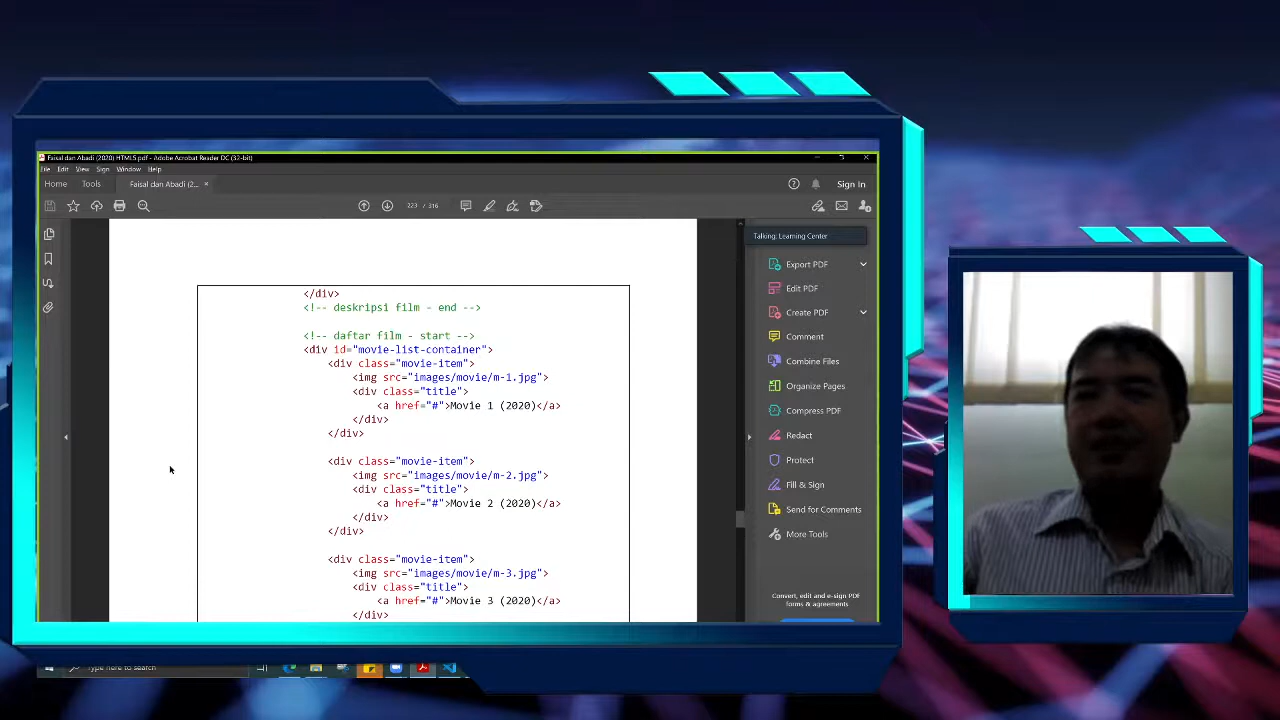 Faisal dan Abadi (2020) HTML5.pdf - Adobe Acrobat Reader DC (32-bit)
File Edit View Sign Window Help
Home Tools Faisal dan Abadi (2... × Sign In
223 / 316
Talking: Learning Center
Export PDF
Edit PDF
Create PDF
Comment
Combine Files
Organize Pages
Compress PDF
Redact
Protect
Fill & Sign
Send for Comments
More Tools
Convert, edit and e-sign PDF
forms & agreements
</div>
<!-- deskripsi film - end -->
<!-- daftar film - start -->
<div id="movie-list-container">
<div class="movie-item">
<img src="images/movie/m-1.jpg">
<div class="title">
<a href="#">Movie 1 (2020)</a>
</div>
</div>
<div class="movie-item">
<img src="images/movie/m-2.jpg">
<div class="title">
<a href="#">Movie 2 (2020)</a>
</div>
</div>
<div class="movie-item">
<img src="images/movie/m-3.jpg">
<div class="title">
<a href="#">Movie 3 (2020)</a>
</div>
Type here to search